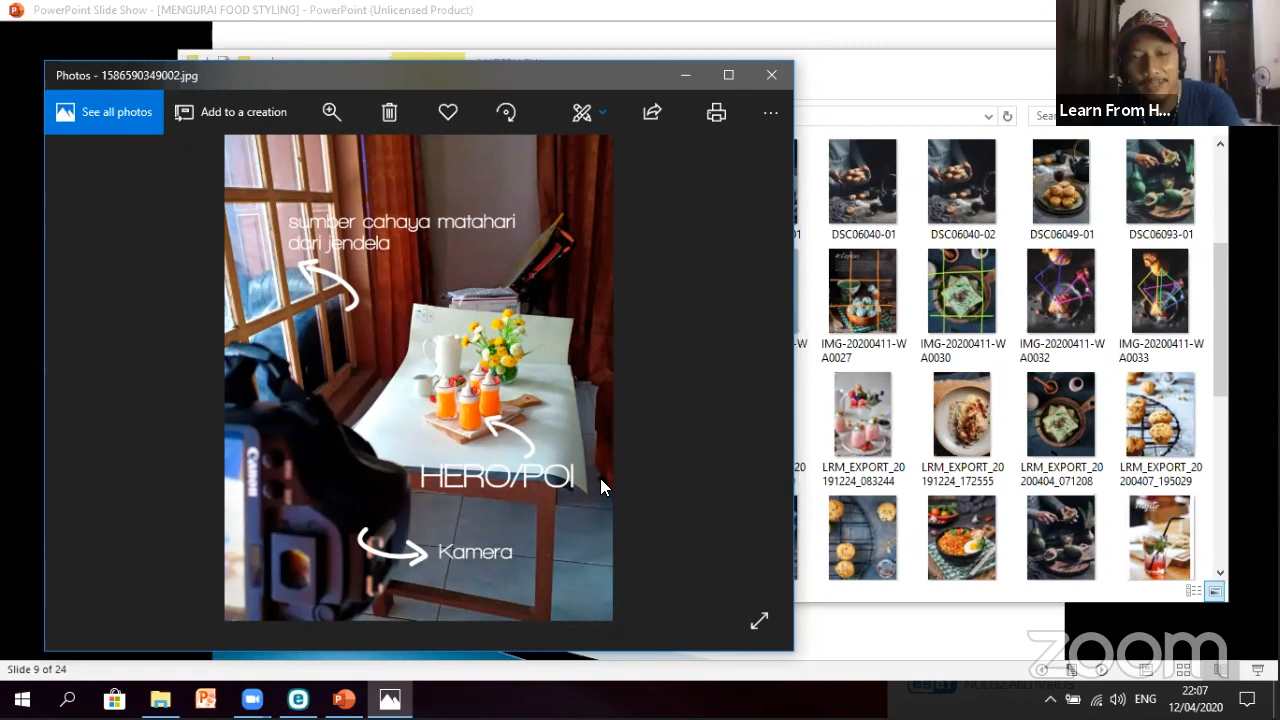 PowerPoint Slide Show - [MENGURAI FOOD STYLING] - PowerPoint (Unlicensed Product)
Photos - 1586590349002.jpg
See all photos
Add to a creation
Learn From H...
sumber cahaya matahari
dari jendela
HERO/POI
Kamera
CANON
DSC06040-01
DSC06040-02
DSC06049-01
DSC06093-01
IMG-20200411-W
A0027
IMG-20200411-W
A0030
IMG-20200411-W
A0032
IMG-20200411-W
A0033
LRM_EXPORT_20
191224_083244
LRM_EXPORT_20
191224_172555
LRM_EXPORT_20
200404_071208
LRM_EXPORT_20
200407_195029
Mojito
zoom
Slide 9 of 24
ENG
22:07
12/04/2020